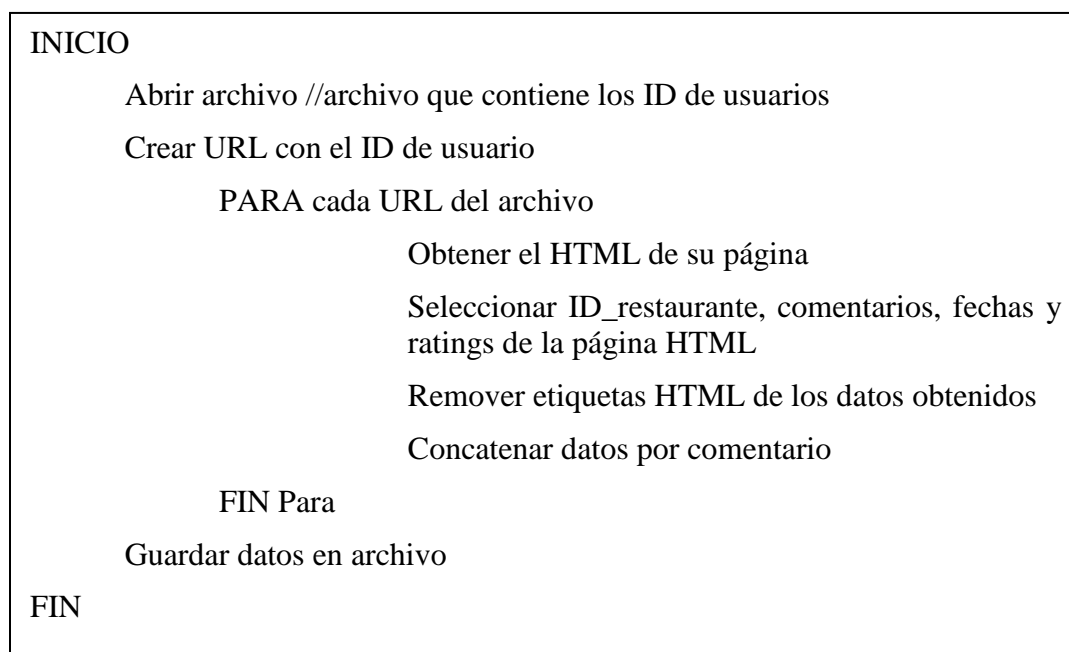 INICIO
Abrir archivo //archivo que contiene los ID de usuarios
Crear URL con el ID de usuario
PARA cada URL del archivo
Obtener el HTML de su página
Seleccionar ID_restaurante, comentarios, fechas y
ratings de la página HTML
Remover etiquetas HTML de los datos obtenidos
Concatenar datos por comentario
FIN Para
Guardar datos en archivo
FIN